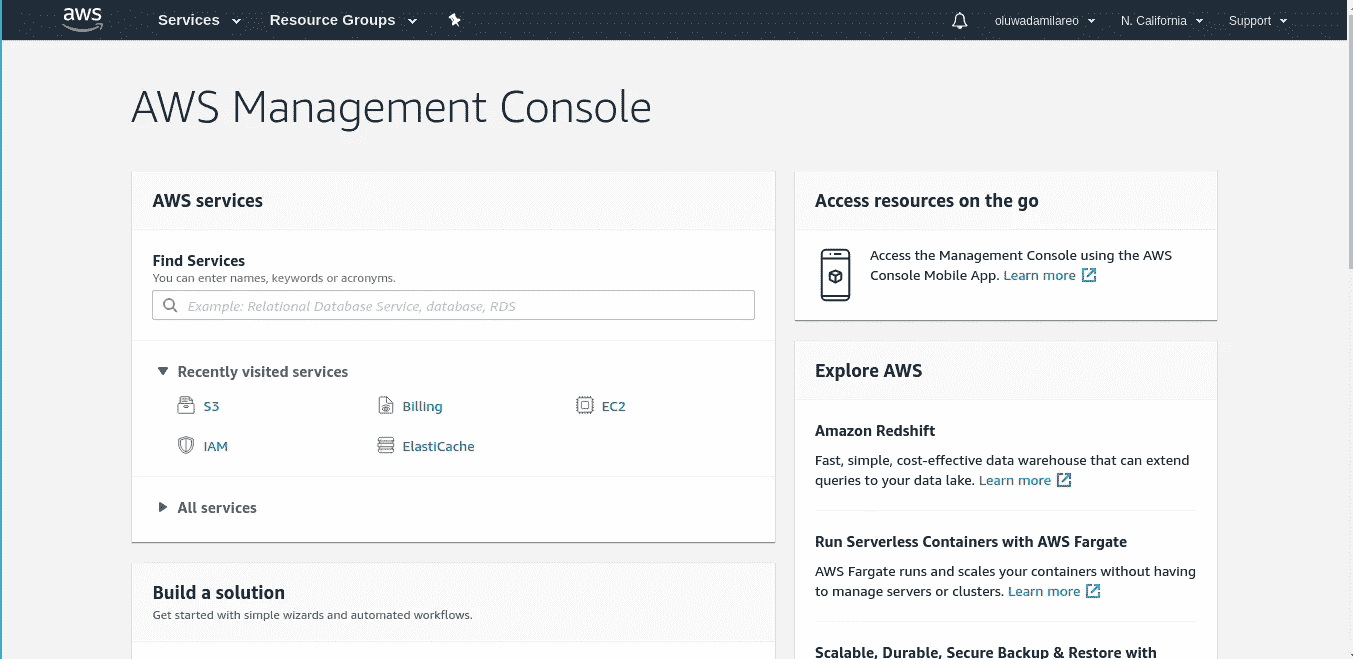 aws Services Resource Groups oluwadamilareo N. California Support
AWS Management Console
AWS services
Find Services
You can enter names, keywords or acronyms.
Example: Relational Database Service, database, RDS
Recently visited services
S3 Billing EC2
IAM ElastiCache
All services
Build a solution
Get started with simple wizards and automated workflows.
Access resources on the go
Access the Management Console using the AWS
Console Mobile App. Learn more
Explore AWS
Amazon Redshift
Fast, simple, cost-effective data warehouse that can extend
queries to your data lake. Learn more
Run Serverless Containers with AWS Fargate
AWS Fargate runs and scales your containers without having
to manage servers or clusters. Learn more
Scalable, Durable, Secure Backup & Restore with